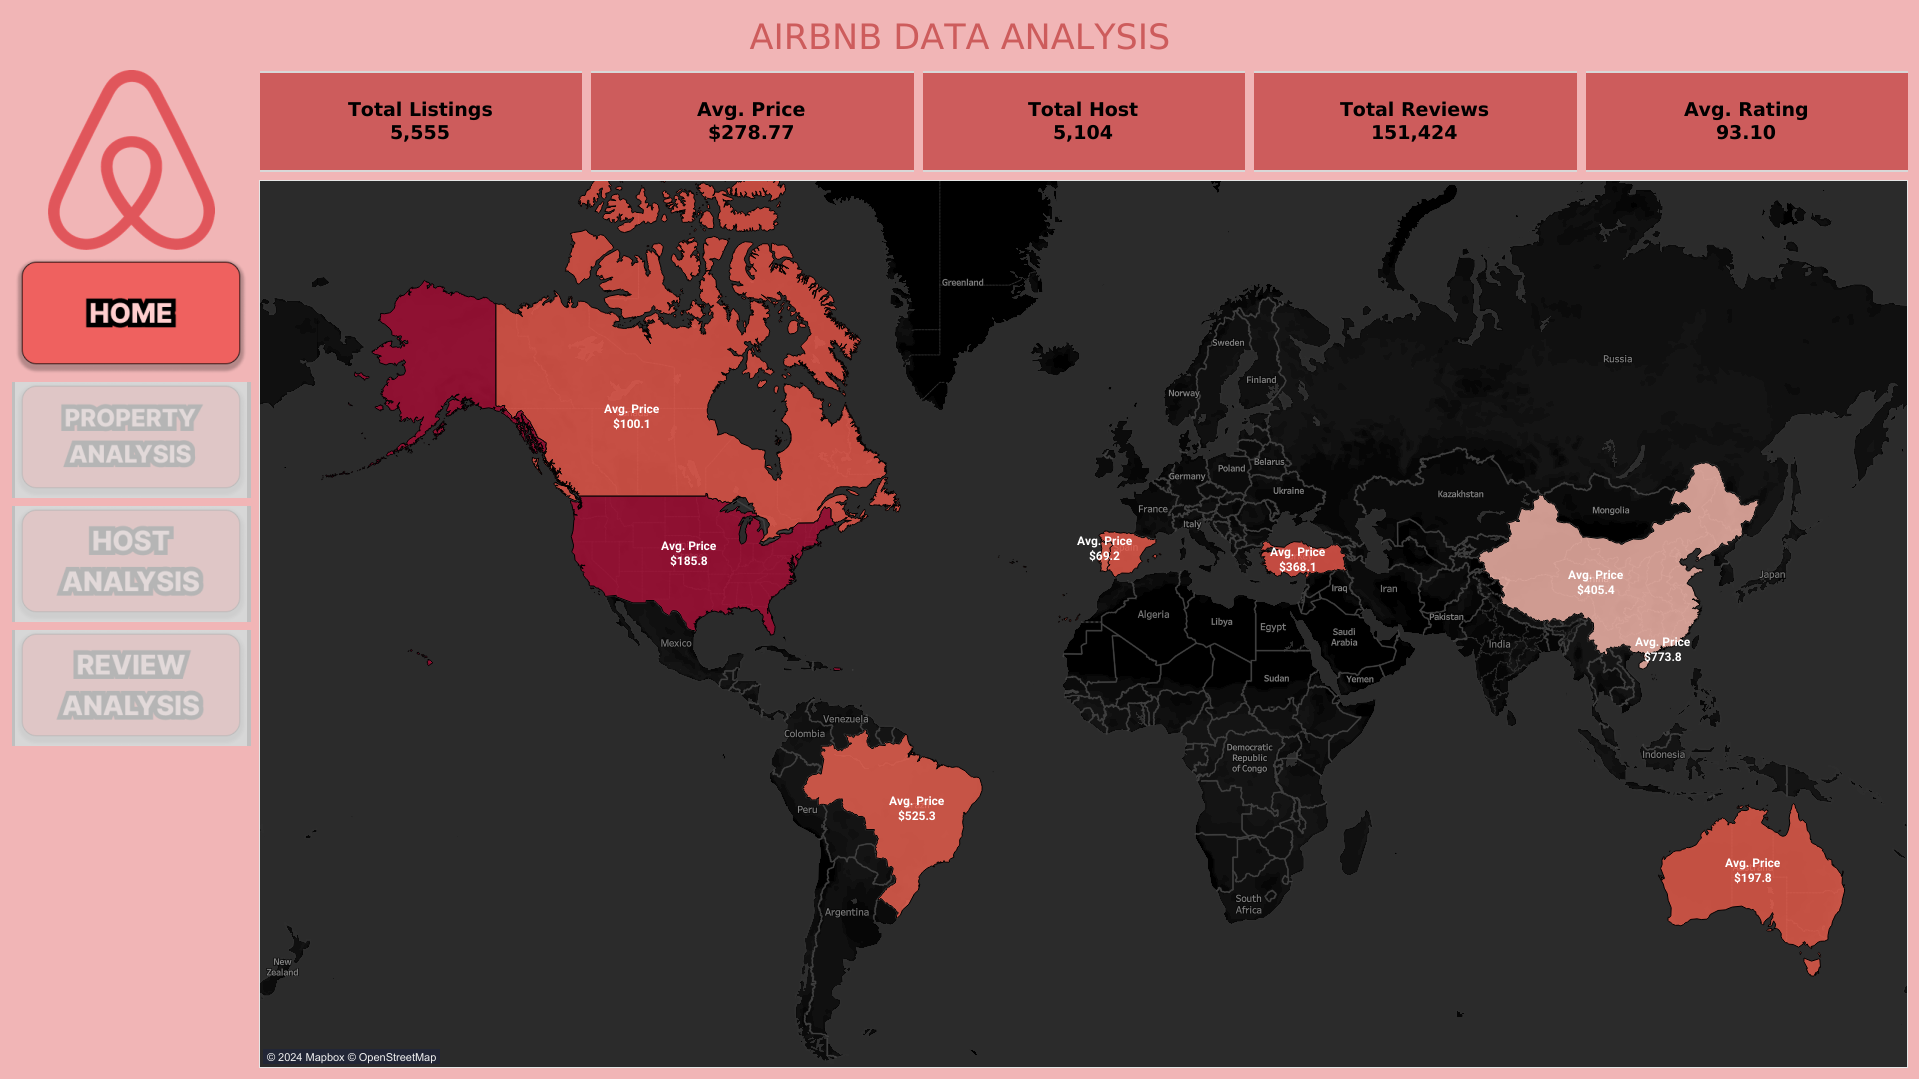 AIRBNB DATA ANALYSIS
Total Listings
5,555
Avg. Price
$278.77
Total Host
5,104
Total Reviews
151,424
Avg. Rating
93.10
HOME
PROPERTY
ANALYSIS
HOST
ANALYSIS
REVIEW
ANALYSIS
Greenland
Sweden
Russia
Finland
Norway
Avg. Price
$100.1
Belarus
Poland
Germany
Ukraine
Kazakhstan
France
Mongolia
Italy
Avg. Price
$69.2
Avg. Price
$185.8
Avg. Price
$368.1
Avg. Price
$405.4
Japan
Iraq
Iran
Algeria
Libya
Egypt
Pakistan
Saudi
Arabia
India
Mexico
Avg. Price
$773.8
Sudan
Yemen
Venezuela
Colombia
Democratic
Republic
of Congo
Indonesia
Peru
Avg. Price
$525.3
Avg. Price
$197.8
South
Africa
Argentina
New
Zealand
© 2024 Mapbox © OpenStreetMap